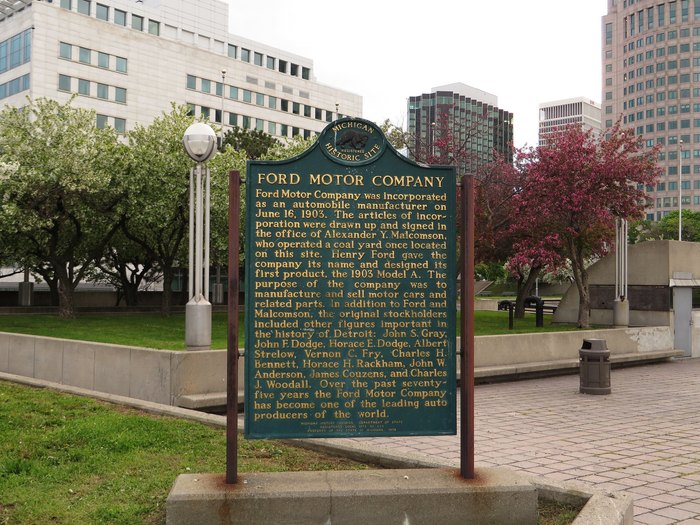 MICHIGAN
REGISTERED
HISTORIC SITE
FORD MOTOR COMPANY
Ford Motor Company was incorporated
as an automobile manufacturer on
June 16, 1903. The articles of incor-
poration were drawn up and signed in
the office of Alexander Y. Malcomson,
who operated a coal yard once located
on this site. Henry Ford gave the
company its name and designed its
first product, the 1903 Model A. The
purpose of the company was to
manufacture and sell motor cars and
related parts. In addition to Ford and
Malcomson, the original stockholders
included other figures important in
the history of Detroit: John S. Gray,
John F. Dodge, Horace E. Dodge, Albert
Strelow, Vernon C. Fry, Charles H.
Bennett, Horace H. Rackham, John W.
Anderson, James Couzens, and Charles
J. Woodall. Over the past seventy-
five years the Ford Motor Company
has become one of the leading auto
producers of the world.
MICHIGAN HISTORY DIVISION, DEPARTMENT OF STATE